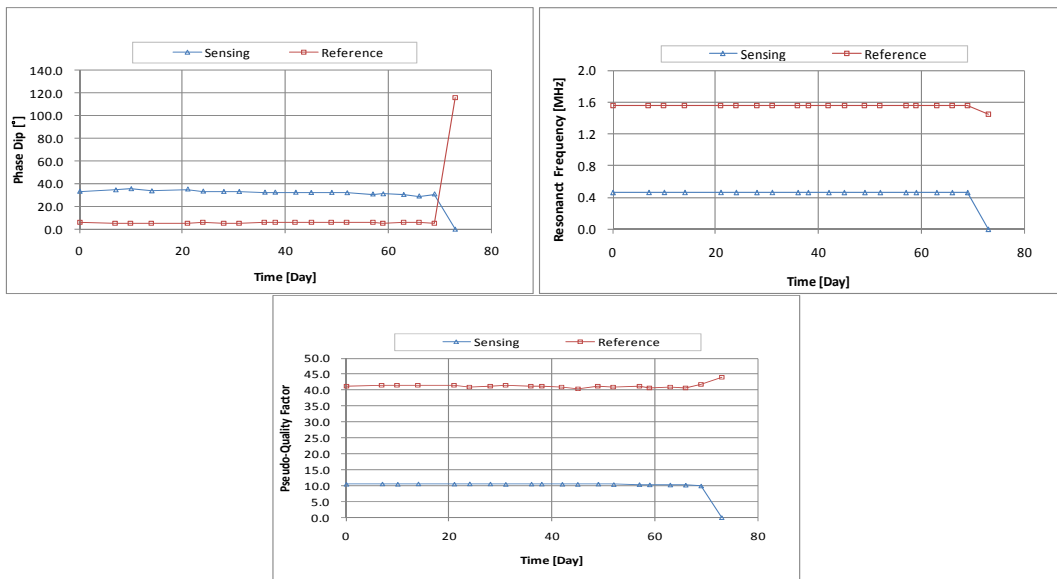 Sensing Reference
140.0
120.0
100.0
80.0
60.0
40.0
20.0
0.0
Phase Dip [°]
0 20 40 60 80
Time [Day]
Sensing Reference
2.0
1.6
1.2
0.8
0.4
0.0
Resonanct Frequency [MHz]
0 20 40 60 80
Time [Day]
Sensing Reference
50.0
45.0
40.0
35.0
30.0
25.0
20.0
15.0
10.0
5.0
0.0
Pseudo-Quality Factor
0 20 40 60 80
Time [Day]